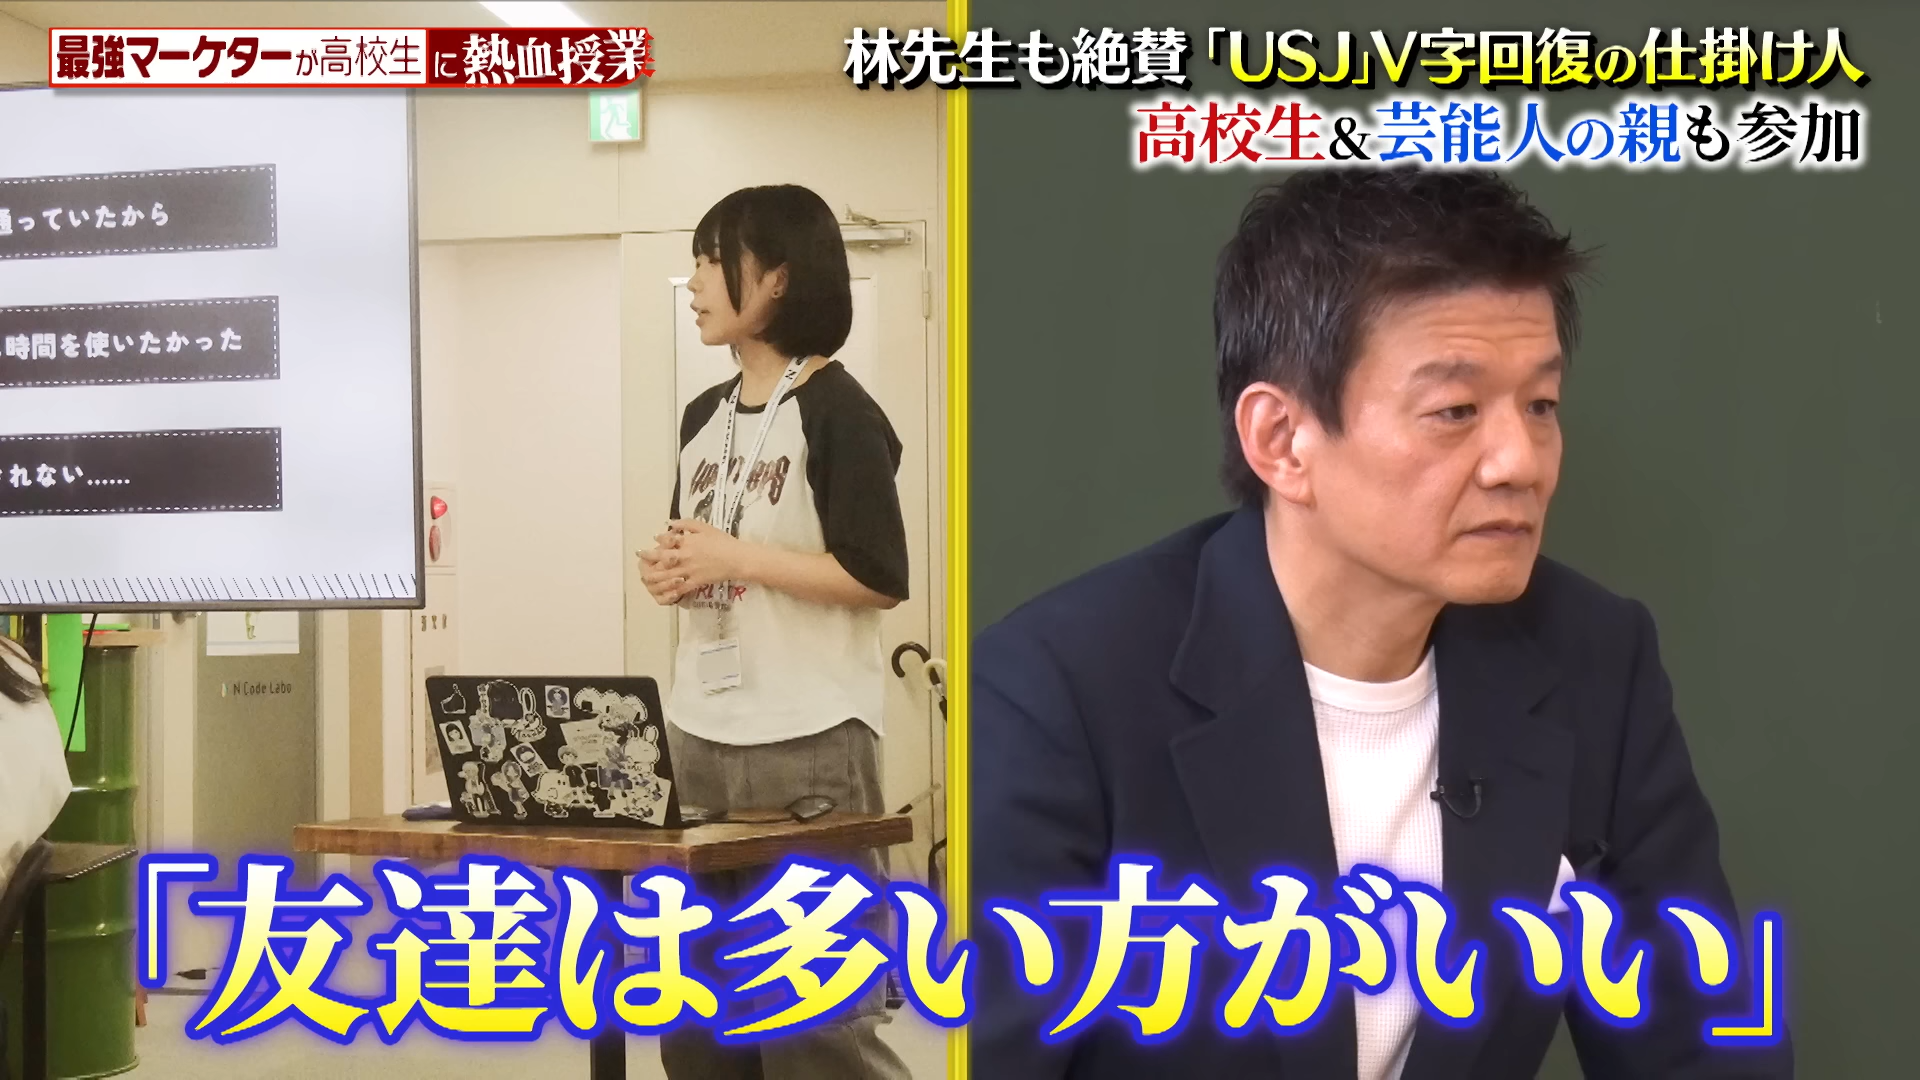 最強マーケターが高校生に熱血授業
林先生も絶賛「USJ」V字回復の仕掛け人
高校生&芸能人の親も参加
通っていたから
時間を使いたかった
れない......
N Code Labo
「友達は多い方がいい」